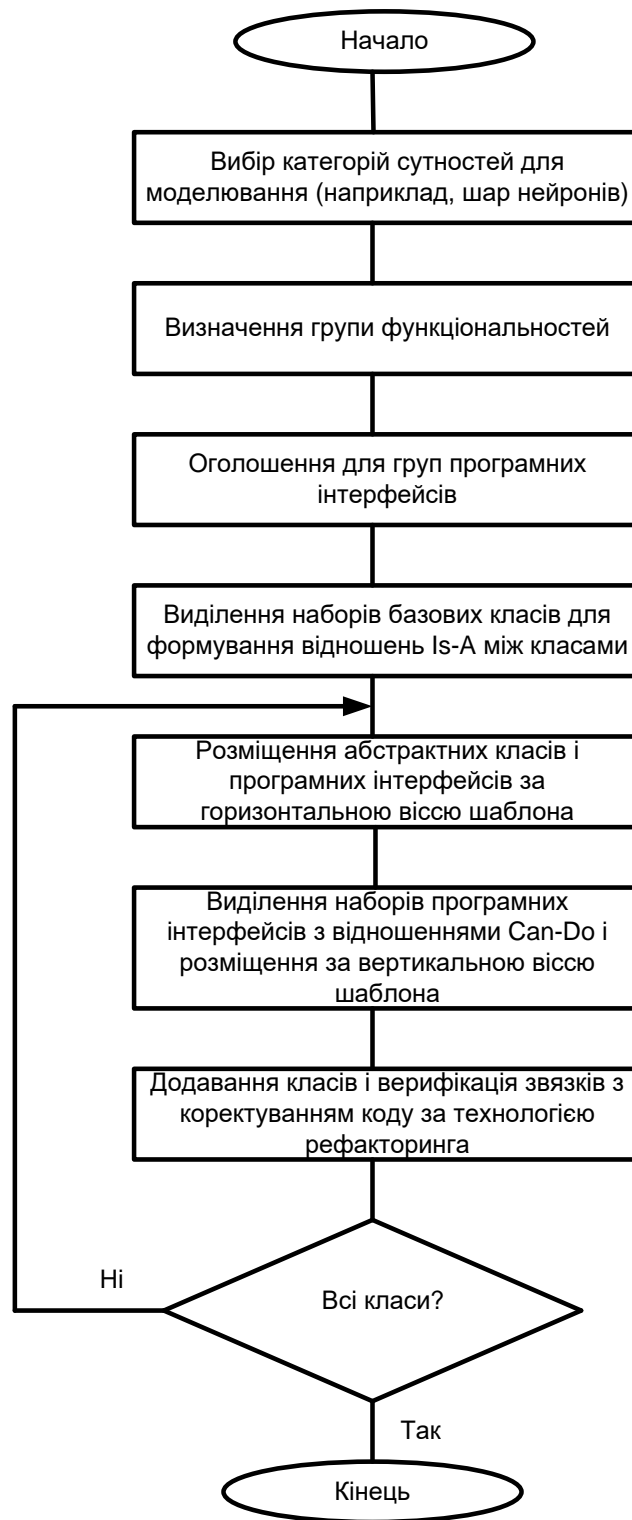 Начало
Вибір категорій сутностей для
моделювання (наприклад, шар нейронів)
Визначення групи функціональностей
Оголошення для груп програмних
інтерфейсів
Виділення наборів базових класів для
формування відношень Is-A між класами
Розміщення абстрактних класів і
програмних інтерфейсів за
горизонтальною віссю шаблона
Виділення наборів програмних
інтерфейсів з відношеннями Can-Do і
розміщення за вертикальною віссю
шаблона
Додавання класів і верифікація звязків з
коректуванням коду за технологією
рефакторинга
Ні
Всі класи?
Так
Кінець